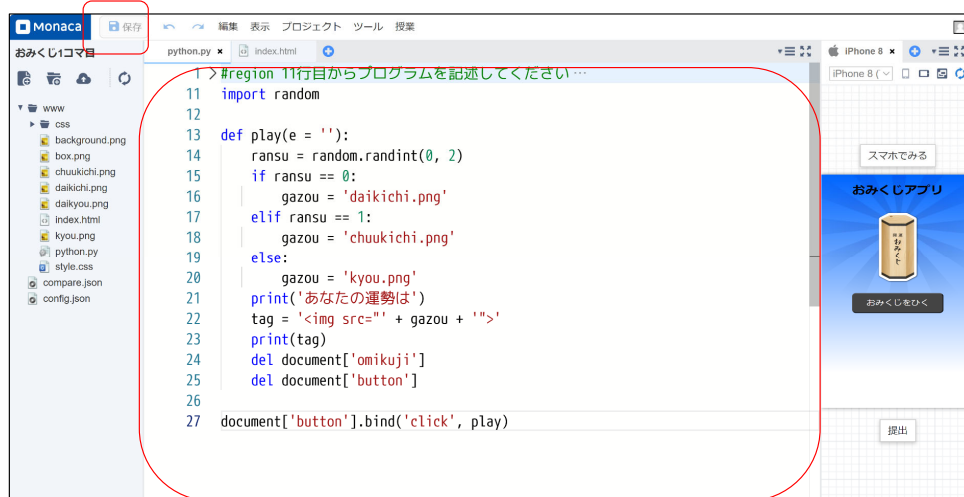 Monaca 保存 編集 表示 プロジェクト ツール 授業
おみくじ1コマ目
www
css
background.png
box.png
chuukichi.png
daikichi.png
daikyou.png
index.html
kyou.png
python.py
style.css
compare.json
config.json
python.py × index.html
1 >#region 11行目からプログラムを記述してください…
11 import random
12
13 def play(e = ''):
14     ransu = random.randint(0, 2)
15     if ransu == 0:
16         gazou = 'daikichi.png'
17     elif ransu == 1:
18         gazou = 'chuukichi.png'
19     else:
20         gazou = 'kyou.png'
21     print('あなたの運勢は')
22     tag = '<img src="' + gazou + '">'
23     print(tag)
24     del document['omikuji']
25     del document['button']
26
27 document['button'].bind('click', play)
iPhone 8 ×
iPhone 8 (
スマホでみる
おみくじアプリ
おみくじ
おみくじをひく
提出